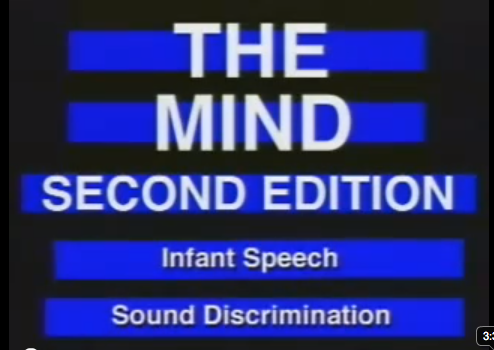 THE
MIND
SECOND EDITION
Infant Speech
Sound Discrimination